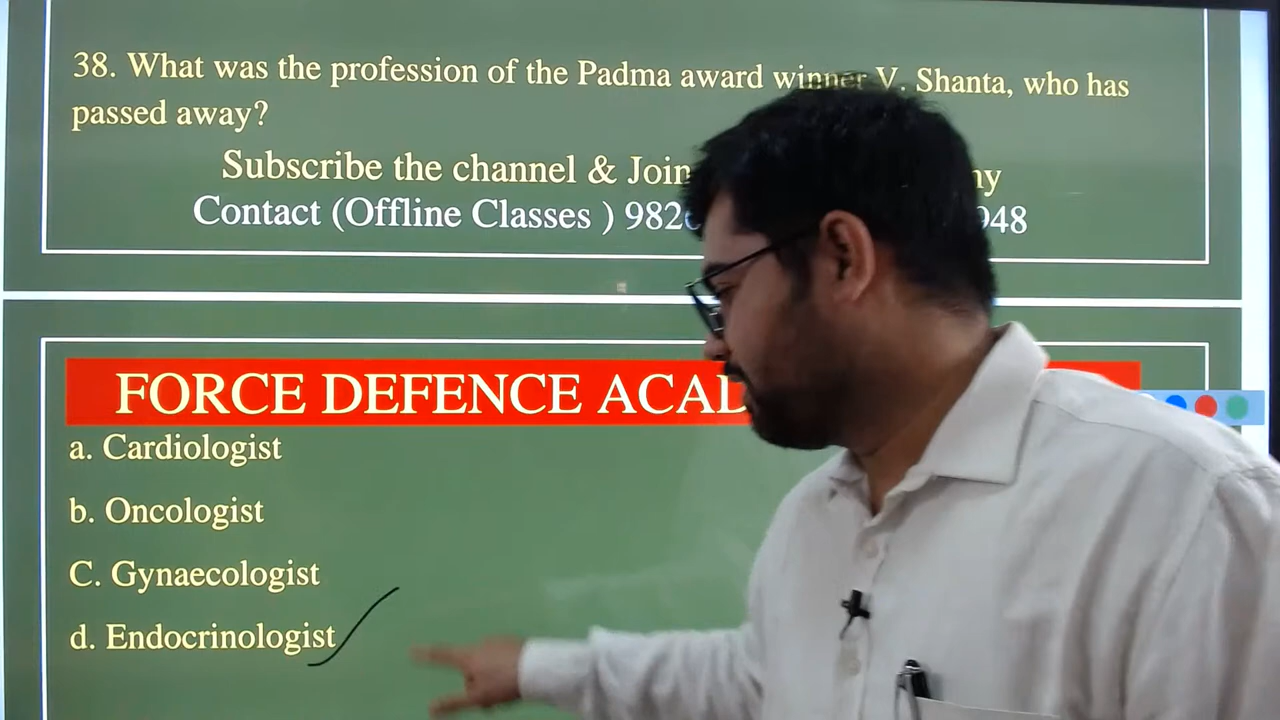 38. What was the profession of the Padma award winner V. Shanta, who has
passed away?
Subscribe the channel & Join
Contact (Offline Classes ) 982 948
FORCE DEFENCE ACAD
a. Cardiologist
b. Oncologist
C. Gynaecologist
d. Endocrinologist